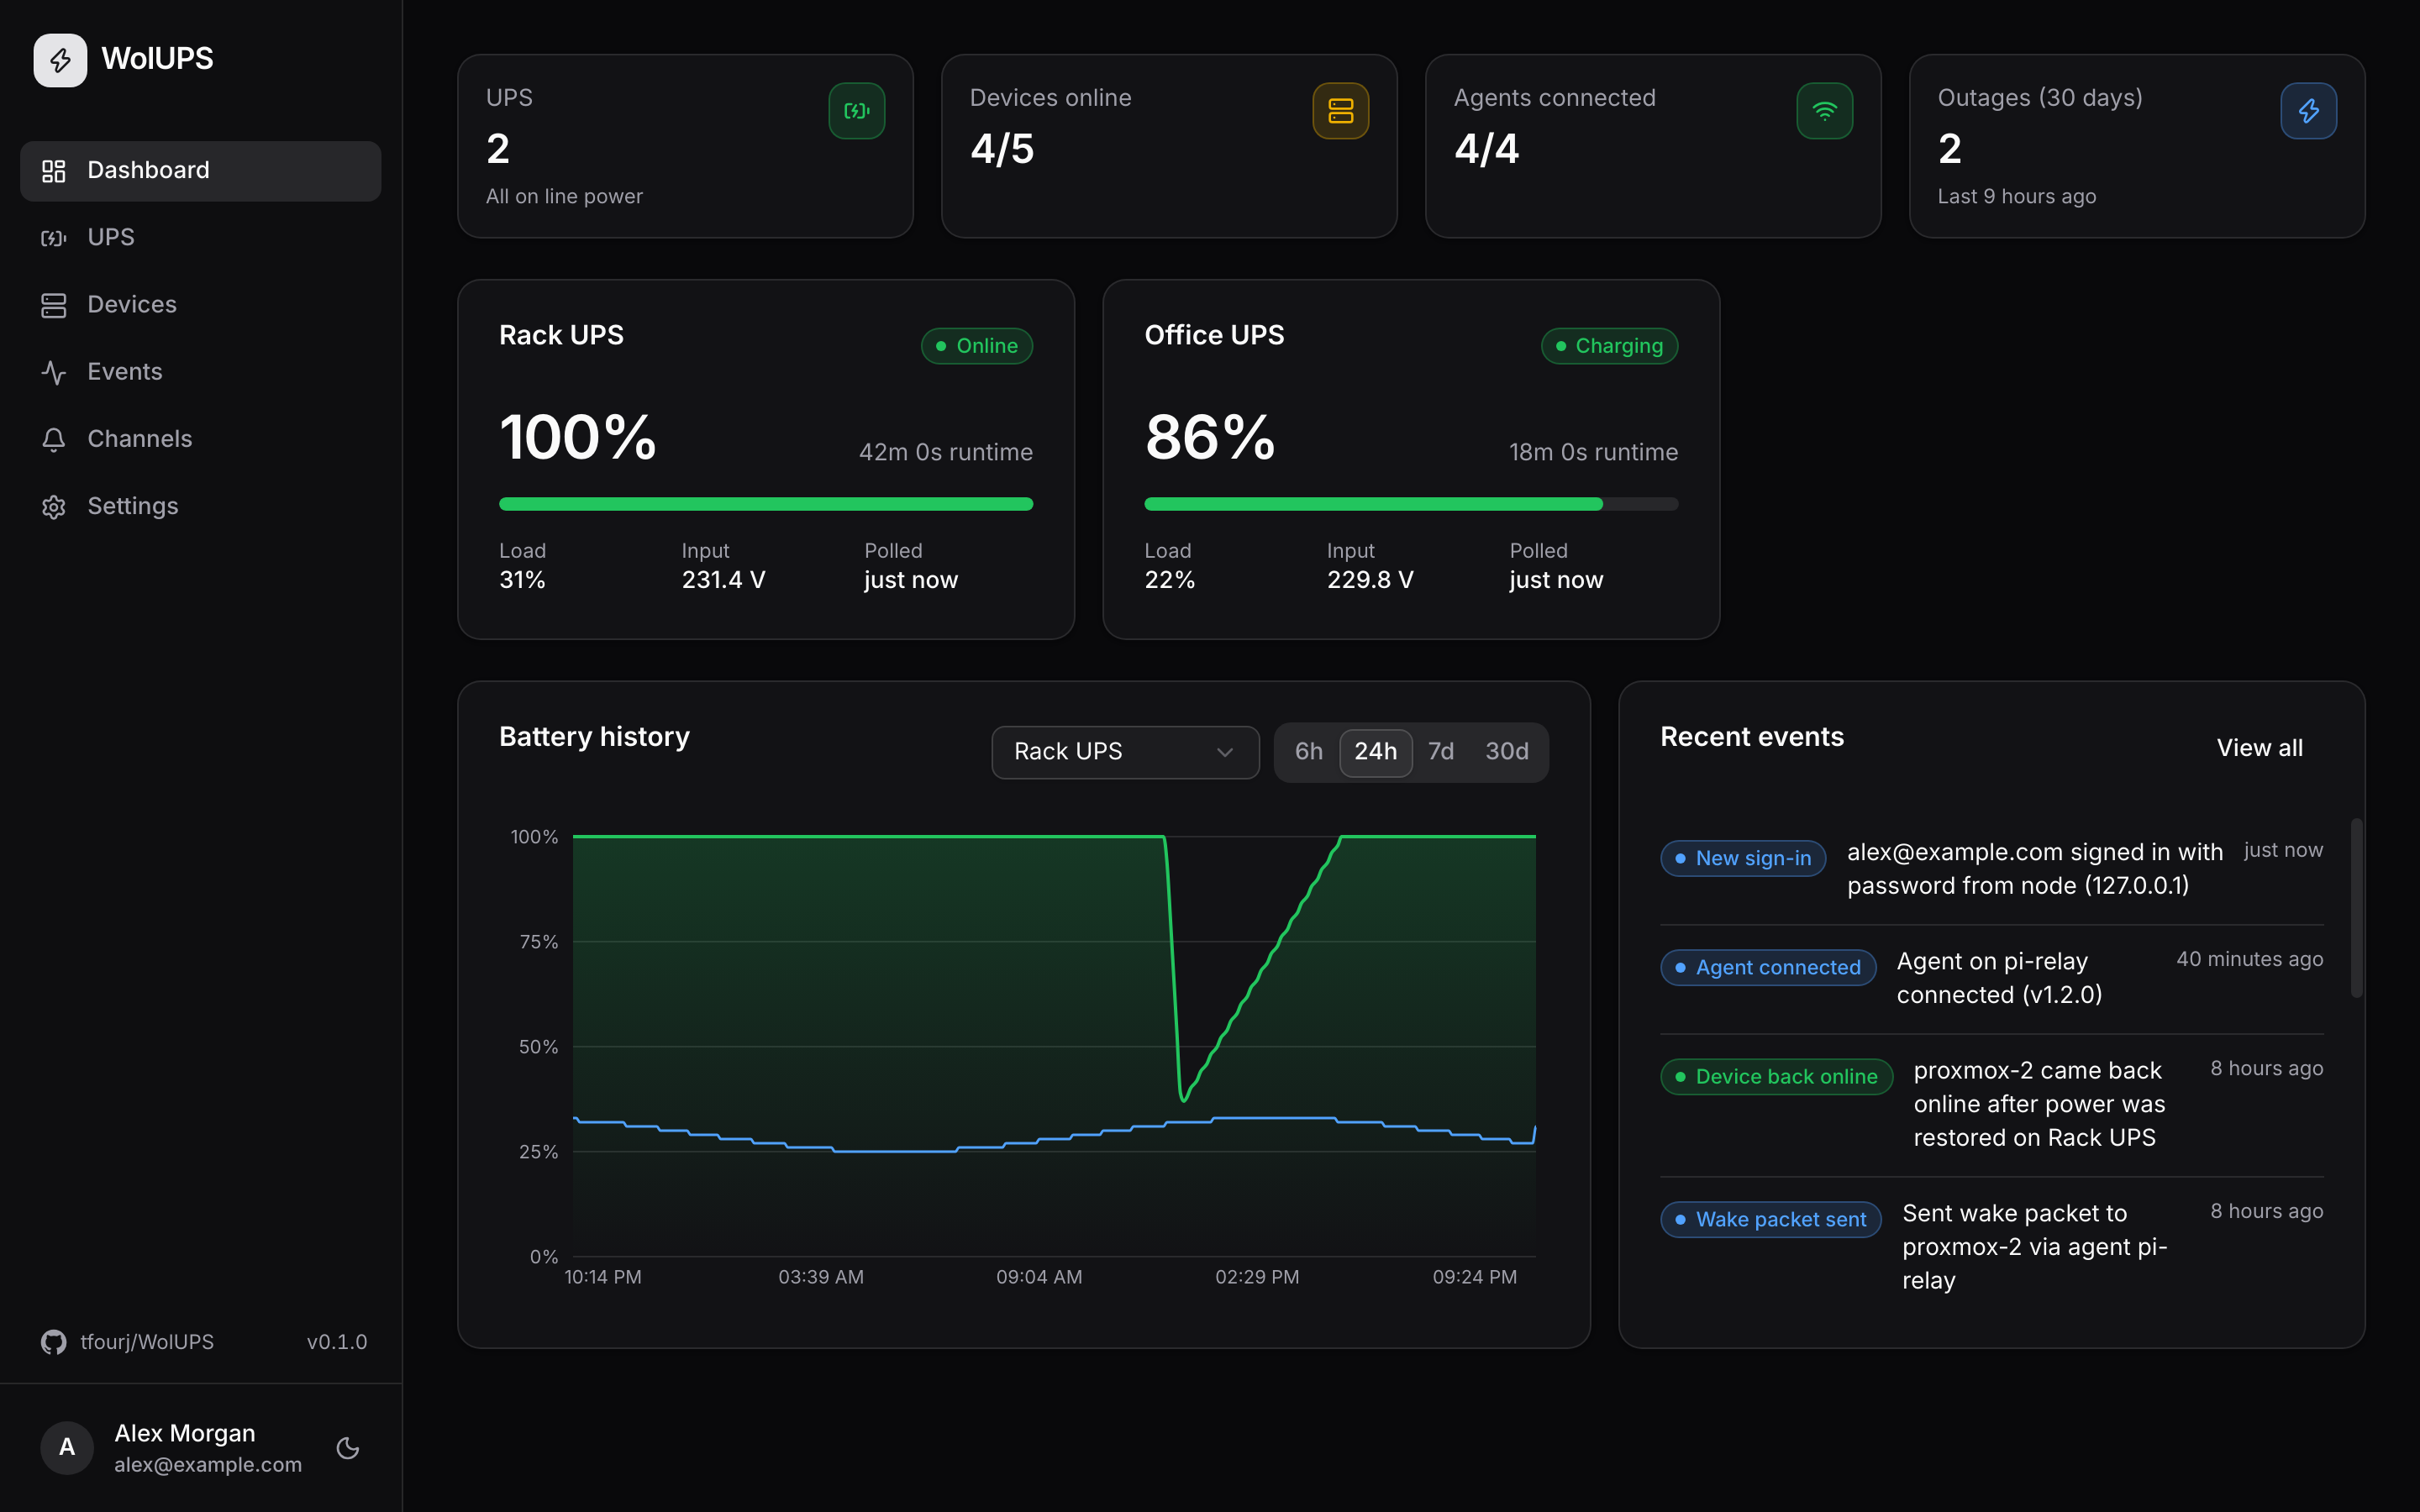 WolUPS
Dashboard
UPS
Devices
Events
Channels
Settings
tfourj/WolUPS
v0.1.0
A
Alex Morgan
alex@example.com
UPS
2
All on line power
Devices online
4/5
Agents connected
4/4
Outages (30 days)
2
Last 9 hours ago
Rack UPS
Online
100%
42m 0s runtime
Load
Input
Polled
31%
231.4 V
just now
Office UPS
Charging
86%
18m 0s runtime
Load
Input
Polled
22%
229.8 V
just now
Battery history
Rack UPS
6h
24h
7d
30d
100%
75%
50%
25%
0%
10:14 PM
03:39 AM
09:04 AM
02:29 PM
09:24 PM
Recent events
View all
New sign-in
alex@example.com signed in with
password from node (127.0.0.1)
just now
Agent connected
Agent on pi-relay
connected (v1.2.0)
40 minutes ago
Device back online
proxmox-2 came back
online after power was
restored on Rack UPS
8 hours ago
Wake packet sent
Sent wake packet to
proxmox-2 via agent pi-
relay
8 hours ago